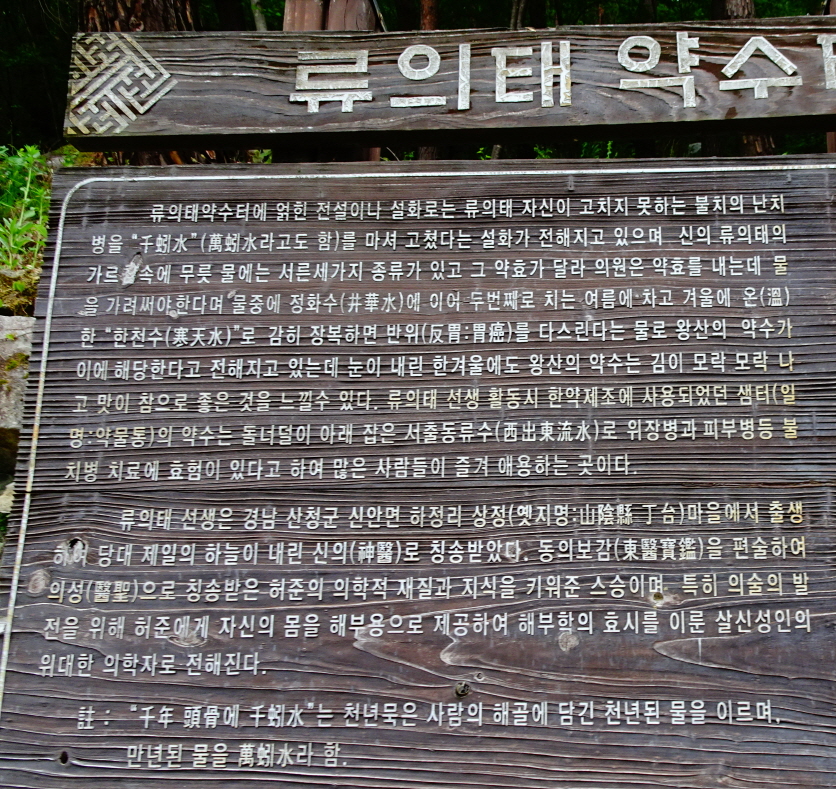 류의태 약수
류의태약수터에 얽힌 전설이나 설화로는 류의태 자신이 고치지 못하는 불치의 난치
병을 "千蚓水"(萬蚓水라고도 함)를 마셔 고쳤다는 설화가 전해지고 있으며 신의 류의태의
가르침속에 무릇 물에는 서른세가지 종류가 있고 그 약효가 달라 의원은 약효를 내는데 물
을 가려써야한다며 물중에 정화수(井華水)에 이어 두번째로 치는 여름에 차고 겨울에 온(溫)
한 "한천수(寒天水)"로 감히 장복하면 반위(反胃:胃癌)를 다스린다는 물로 왕산의 약수가
이에 해당한다고 전해지고 있는데 눈이 내린 한겨울에도 왕산의 약수는 김이 모락 모락 나
고 맛이 참으로 좋은 것을 느낄수 있다. 류의태 선생 활동시 한약제조에 사용되었던 샘터(일
명:약물통)의 약수는 돌너덜이 아래 잡은 서출동류수(西出東流水)로 위장병과 피부병등 불
치병 치료에 효험이 있다고 하여 많은 사람들이 즐겨 애용하는 곳이다.
류의태 선생은 경남 산청군 신안면 하정리 상정(옛지명:山陰縣 丁台)마을에서 출생
하여 당대 제일의 하늘이 내린 신의(神醫)로 칭송받았다. 동의보감(東醫寶鑑)을 편술하여
의성(醫聖)으로 칭송받은 허준의 의학적 재질과 지식을 키워준 스승이며, 특히 의술의 발
전을 위해 허준에게 자신의 몸을 해부용으로 제공하여 해부학의 효시를 이룬 살신성인의
위대한 의학자로 전해진다.
註 : "千年 頭骨에 千蚓水"는 천년묵은 사람의 해골에 담긴 천년된 물을 이르며,
만년된 물을 萬蚓水라 함.